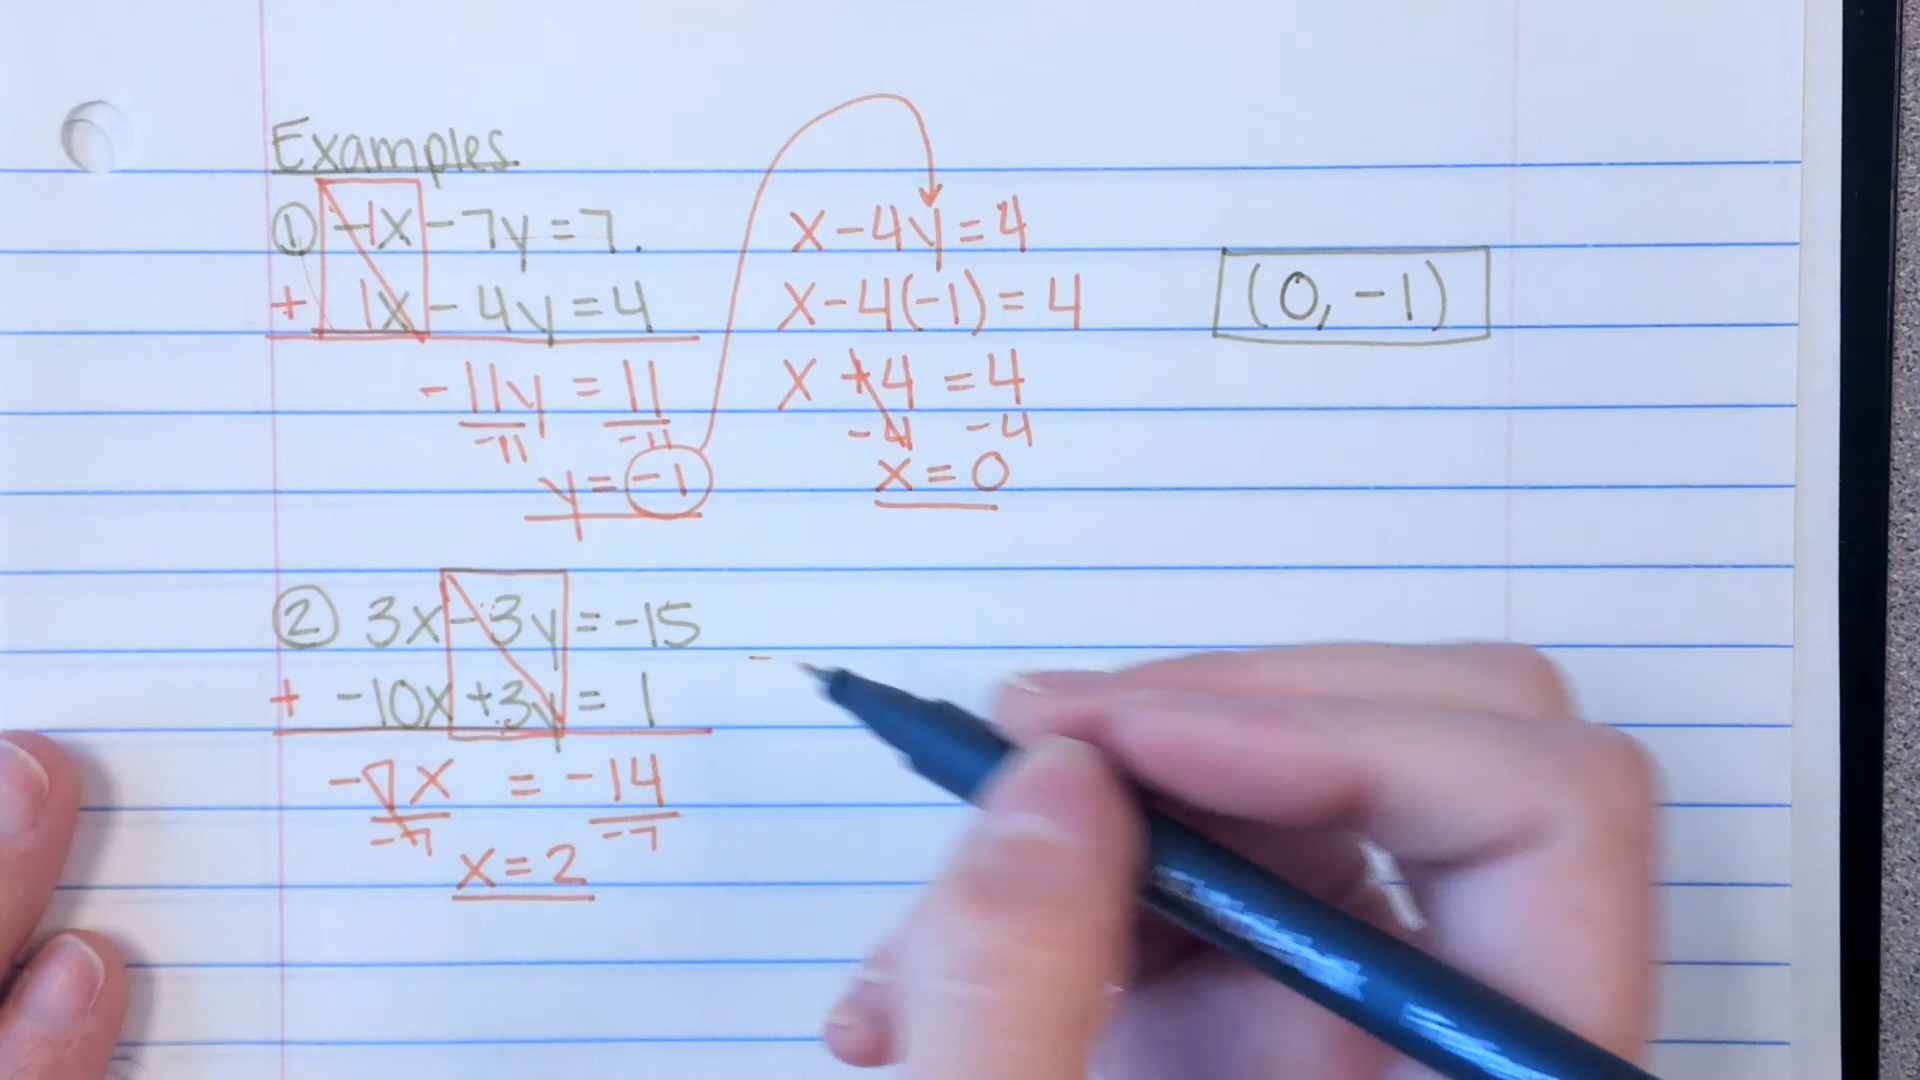 Examples
① -1x - 7y = 7.
+ 1x - 4y = 4
-11y = 11
-11 -11
y = -1
x - 4y = 4
x - 4(-1) = 4
x + 4 = 4
-4 -4
x = 0
(0, -1)
② 3x - 3y = -15
+ -10x + 3y = 1
-7x = -14
-7 -7
x = 2
-